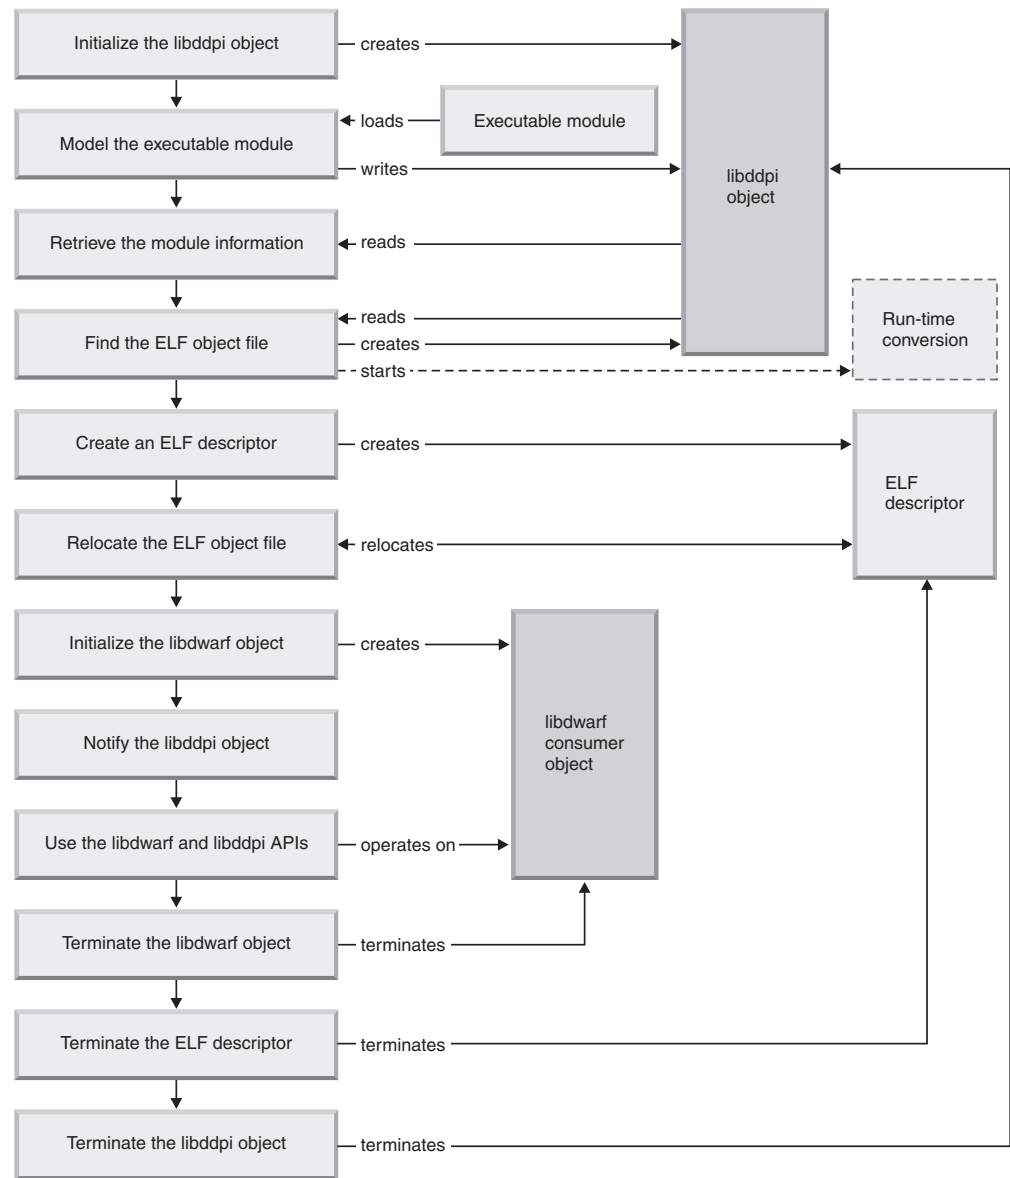 Initialize the libddpi object
creates
loads
Executable module
Model the executable module
writes
libddpi
object
Retrieve the module information
reads
reads
Find the ELF object file
creates
starts
Run-time
conversion
Create an ELF descriptor
creates
ELF
descriptor
Relocate the ELF object file
relocates
Initialize the libdwarf object
creates
libdwarf
consumer
object
Notify the libddpi object
Use the libdwarf and libddpi APIs
operates on
Terminate the libdwarf object
terminates
Terminate the ELF descriptor
terminates
Terminate the libddpi object
terminates